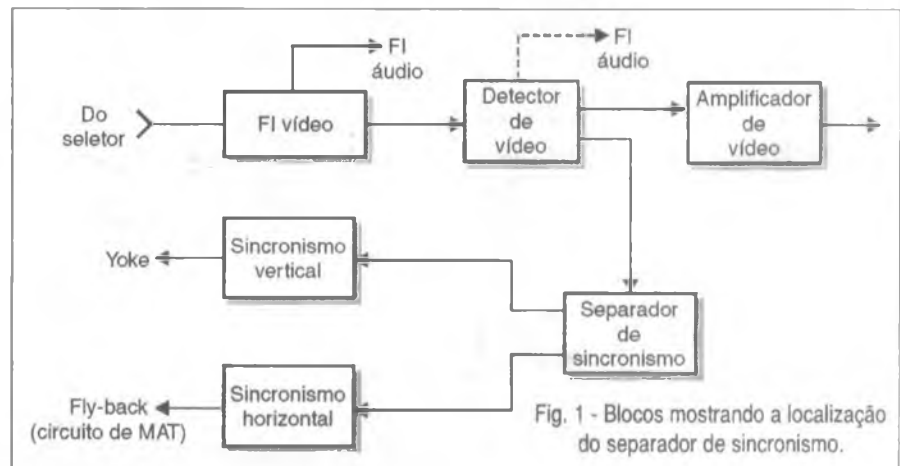 FI
áudio
FI
áudio
Do
seletor
FI vídeo
Detector
de
vídeo
Amplificador
de
vídeo
Yoke
Sincronismo
vertical
Separador
de
sincronismo
Fly-back
(circuito de MAT)
Sincronismo
horizontal
Fig. 1 - Blocos mostrando a localização
do separador de sincronismo.